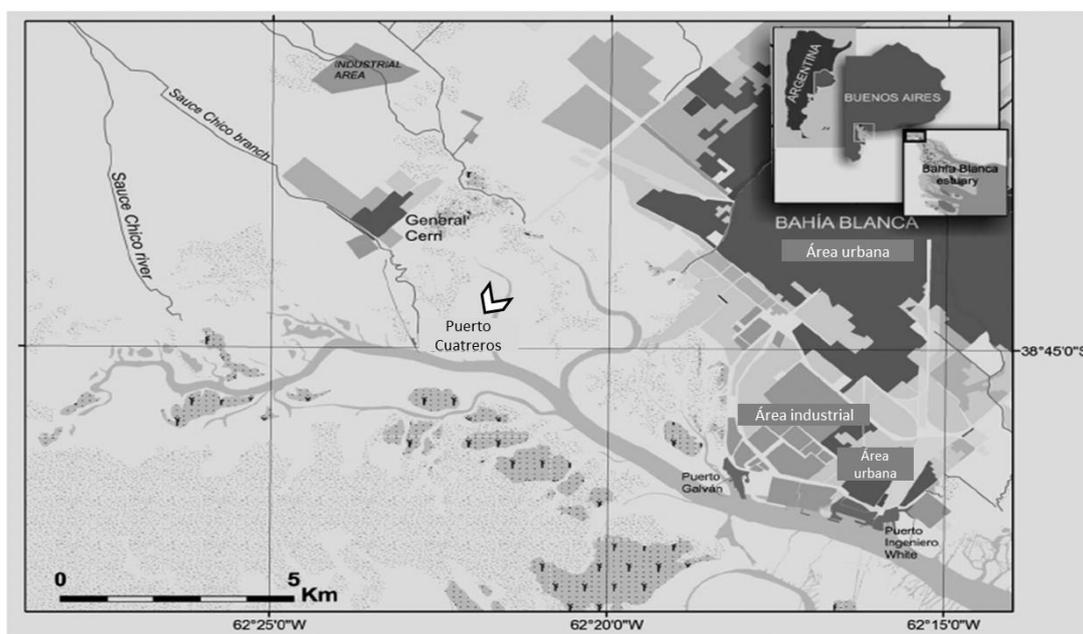 INDUSTRIAL
AREA
Sauce Chico branch
Sauce Chico river
General
Cerri
Puerto
Cuatreros
ARGENTINA
BUENOS AIRES
Bahía Blanca
estuary
BAHÍA BLANCA
Área urbana
38°45'0"S
Área industrial
Área
urbana
Puerto
Galván
Puerto
Ingeniero
White
0
5
Km
62°25'0"W
62°20'0"W
62°15'0"W